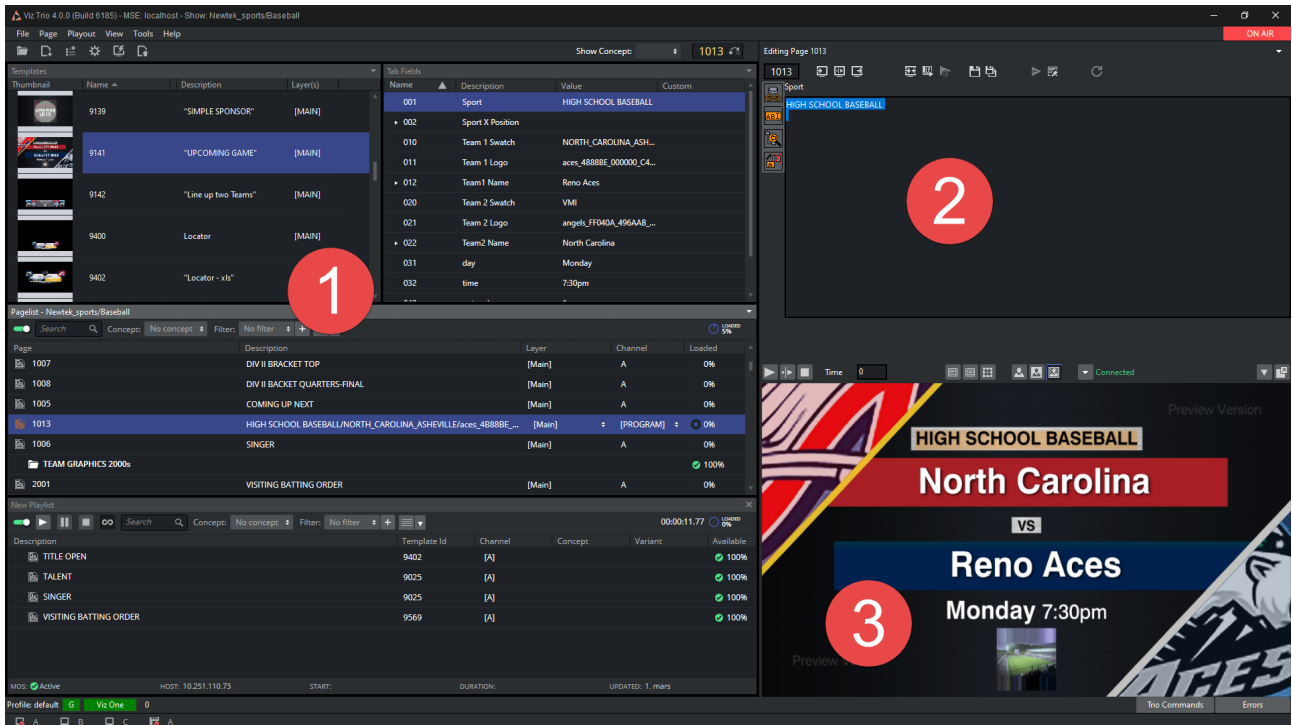 Viz Trio 4.0.0 (Build 6185) - MSE: localhost - Show: Newtek_sports/Baseball
File Page Playout View Tools Help
ON AIR
Show Concept: 1013
Templates
Thumbnail Name Description Layer(s)
9139 "SIMPLE SPONSOR" [MAIN]
9141 "UPCOMING GAME" [MAIN]
9142 "Line up two Teams" [MAIN]
9400 Locator [MAIN]
9402 "Locator - xls"
1
Tab Fields
Name Description Value Custom
001 Sport HIGH SCHOOL BASEBALL
002 Sport X Position
010 Team 1 Swatch NORTH_CAROLINA_ASH...
011 Team 1 Logo aces_4B88BE_000000_C4...
012 Team1 Name Reno Aces
020 Team 2 Swatch VMI
021 Team 2 Logo angels_FF040A_496AAB_...
022 Team2 Name North Carolina
031 day Monday
032 time 7:30pm
Editing Page 1013
1013
Sport
HIGH SCHOOL BASEBALL
2
Pagelist - Newtek_sports/Baseball
Search Concept: No concept Filter: No filter + LOADED 5%
Page Description Layer Channel Loaded
1007 DIV II BRACKET TOP [Main] A 0%
1008 DIV II BACKET QUARTERS-FINAL [Main] A 0%
1005 COMING UP NEXT [Main] A 0%
1013 HIGH SCHOOL BASEBALL/NORTH_CAROLINA_ASHEVILLE/aces_4B88BE_... [Main] [PROGRAM] 0%
1006 SINGER [Main] A 0%
TEAM GRAPHICS 2000s 100%
2001 VISITING BATTING ORDER [Main] A 0%
New Playlist
Search Concept: No concept Filter: No filter + 00:00:11.77 LOADED 0%
Description Template Id Channel Concept Variant Available
TITLE OPEN 9402 [A] 100%
TALENT 9025 [A] 100%
SINGER 9025 [A] 100%
VISITING BATTING ORDER 9569 [A] 100%
MOS: Active HOST: 10.251.110.73 START: DURATION: UPDATED: 1. mars
Time 0 Connected
Preview Version
HIGH SCHOOL BASEBALL
North Carolina
VS
Reno Aces
Monday 7:30pm
3
ACES
Profile: default G Viz One 0 Trio Commands Errors
A B C A